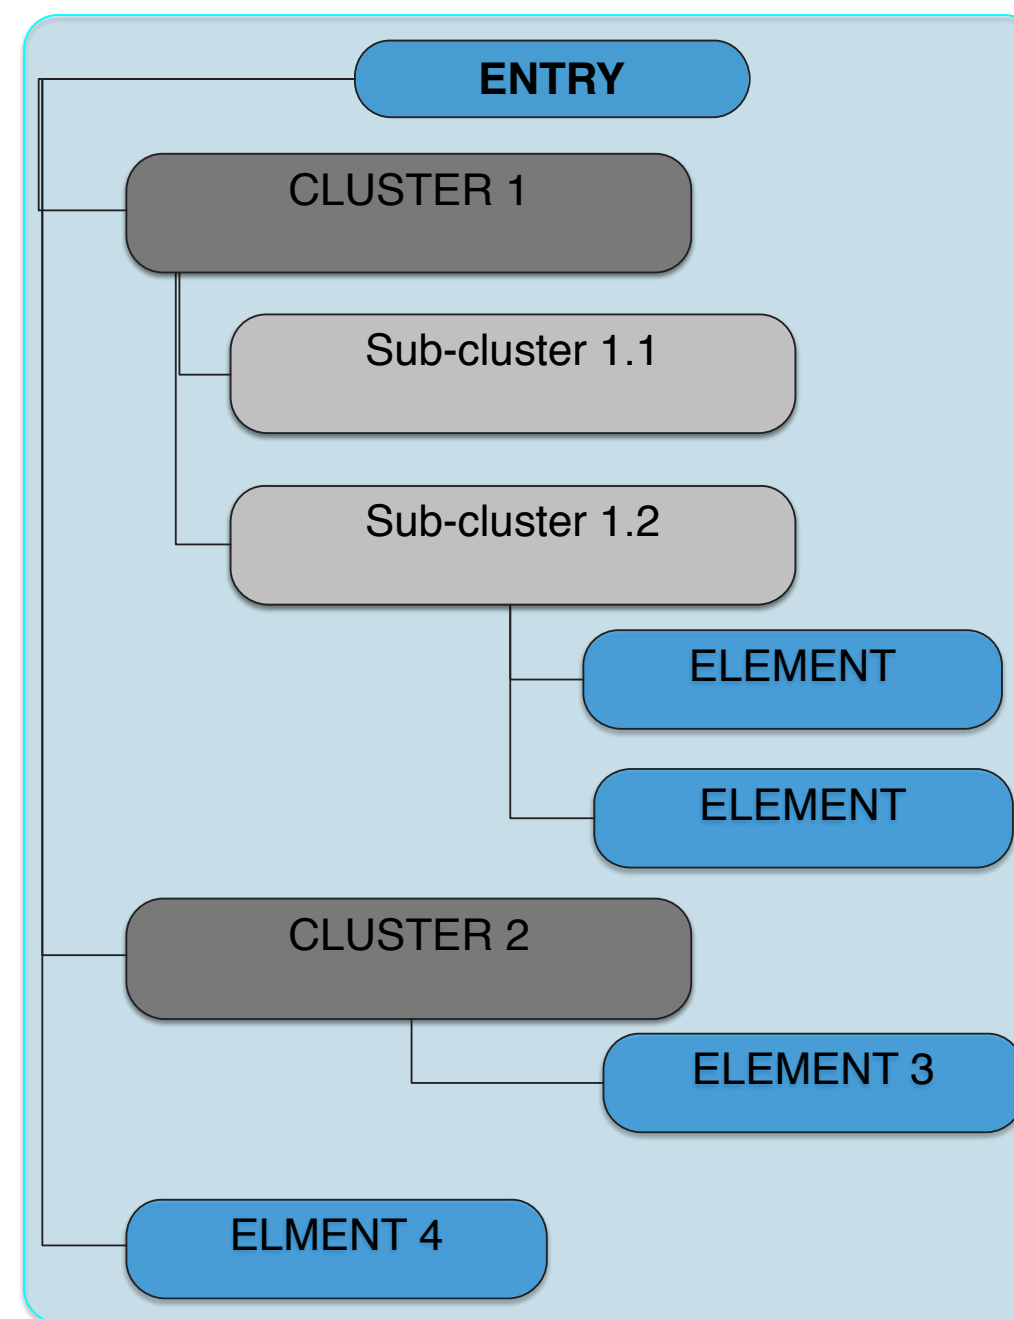 ENTRY
CLUSTER 1
Sub-cluster 1.1
Sub-cluster 1.2
ELEMENT
ELEMENT
CLUSTER 2
ELEMENT 3
ELMENT 4